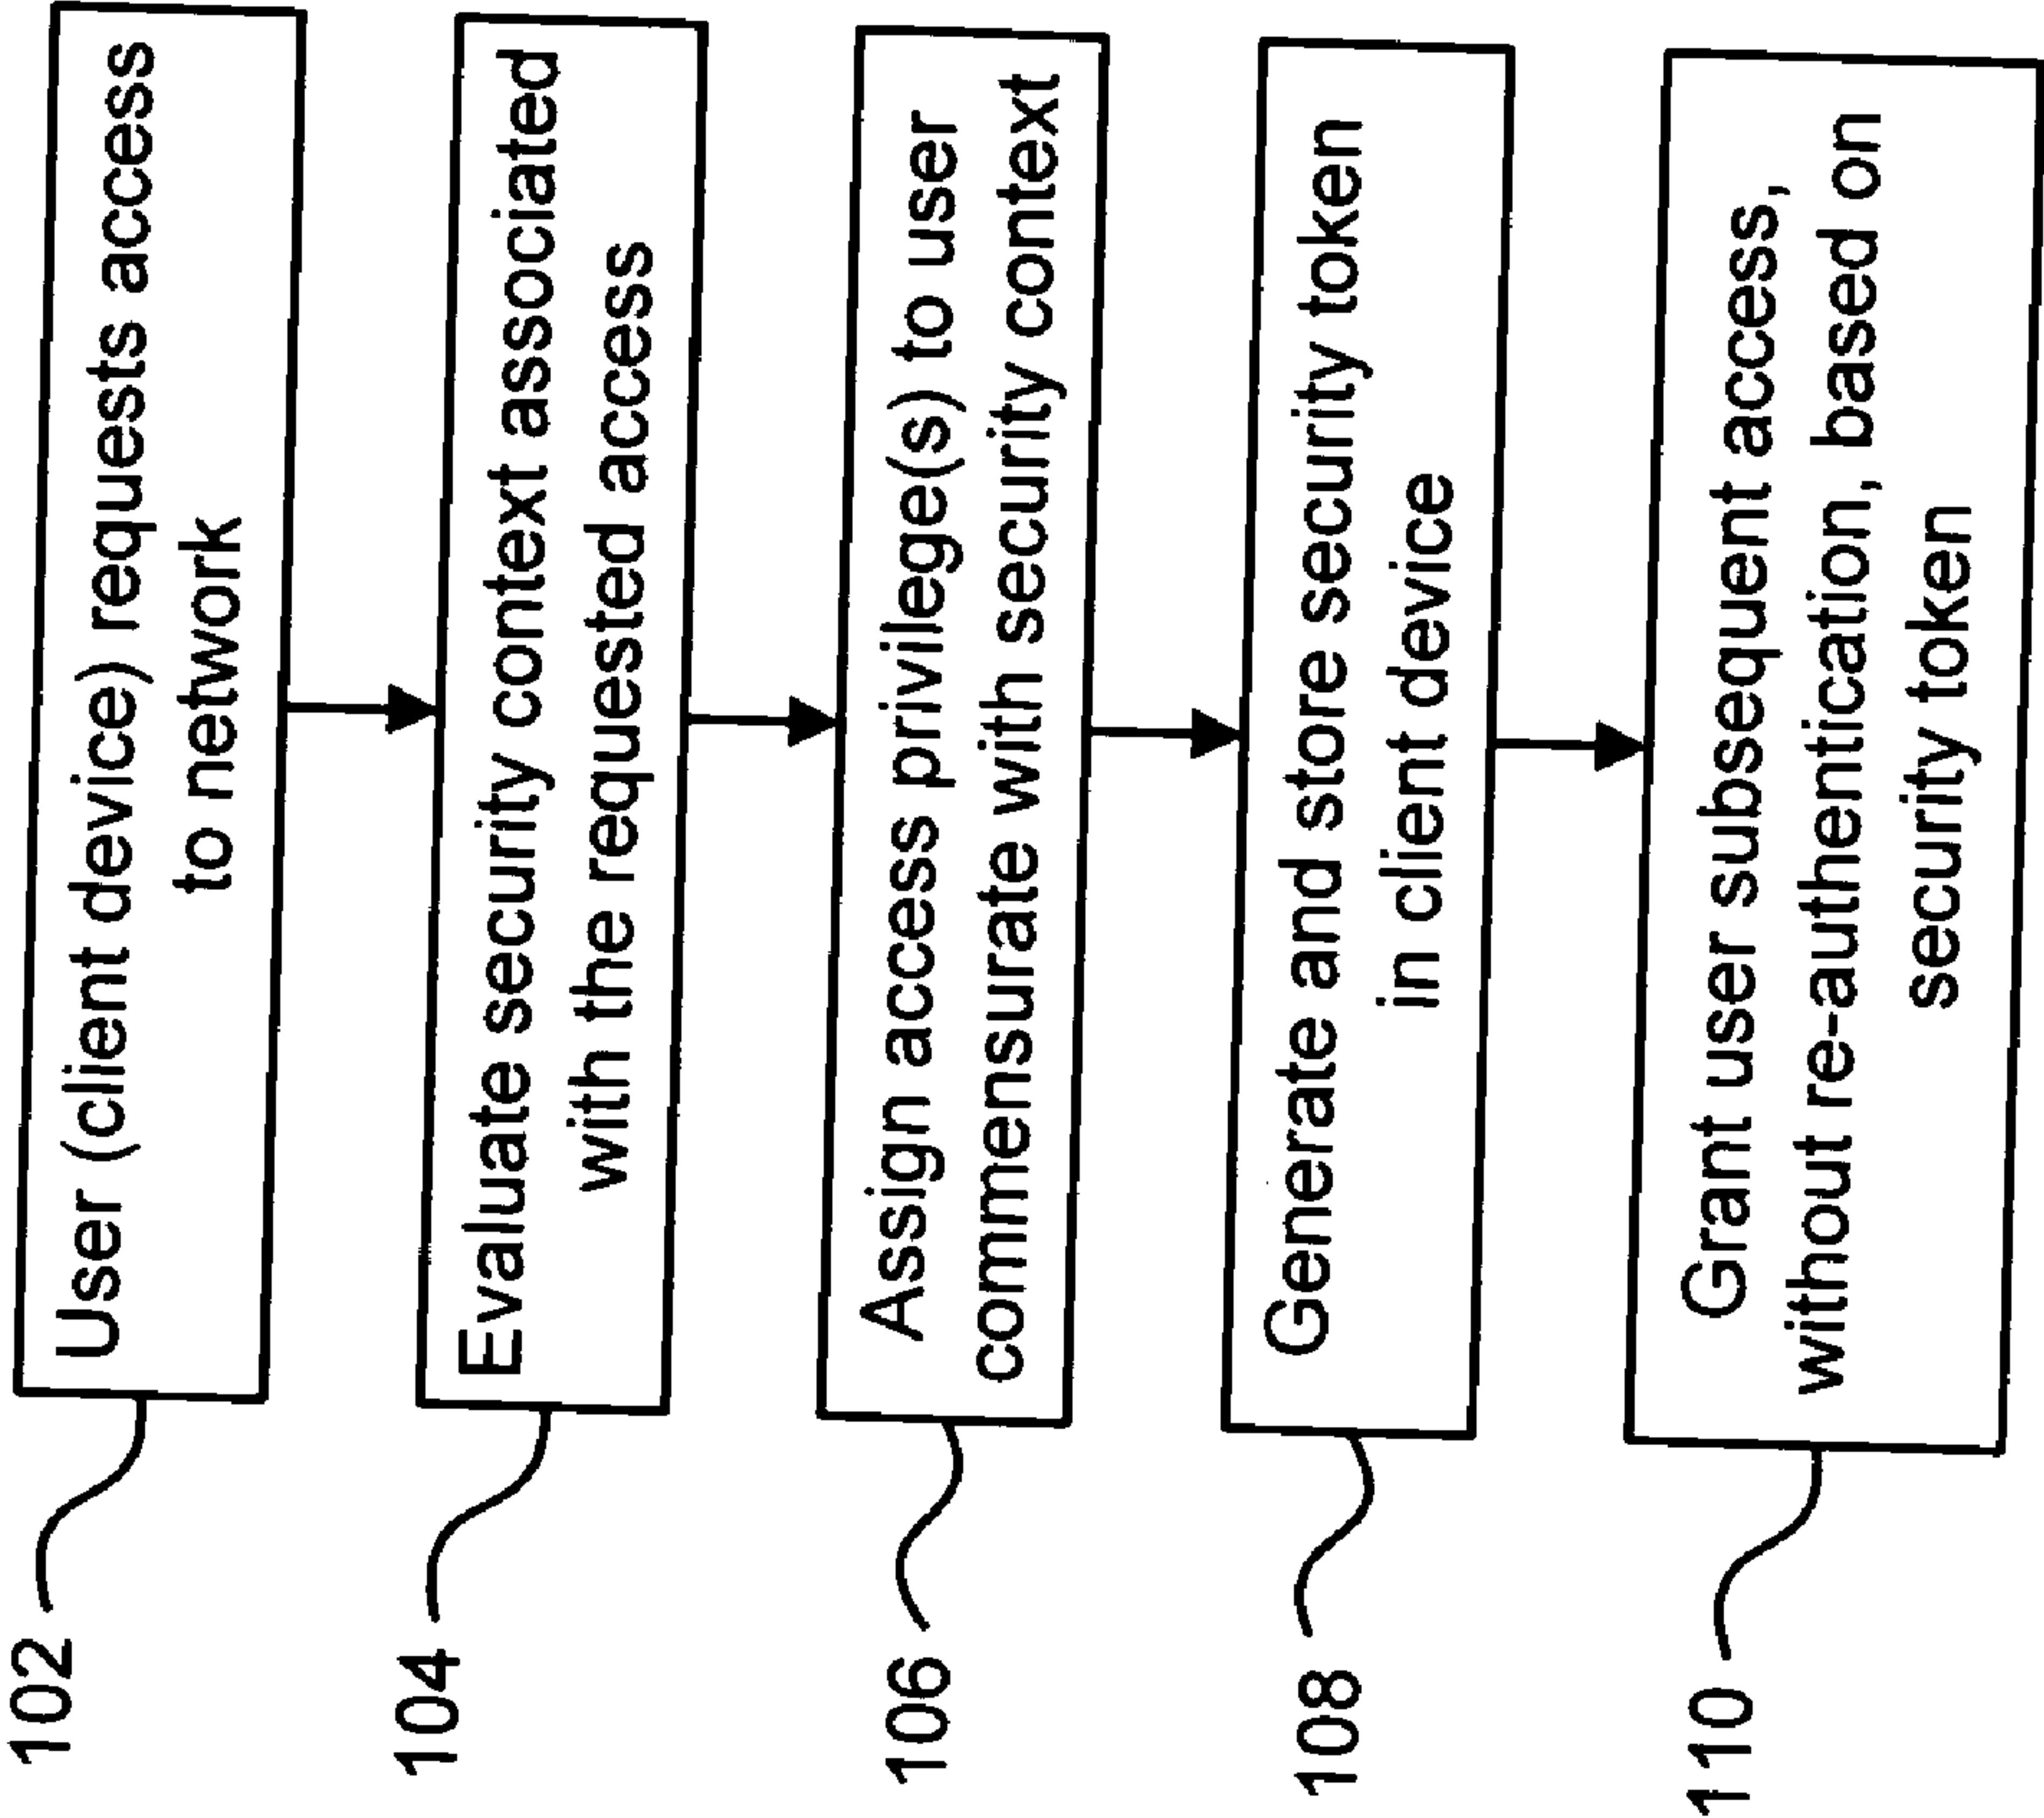 102
User (client device) requests access
to network
104
Evaluate security context associated
with the requested access
106
Assign access privilege(s) to user
commensurate with security context
108
Generate and store security token
in client device
110
Grant user subsequent access,
without re-authentication, based on
security token